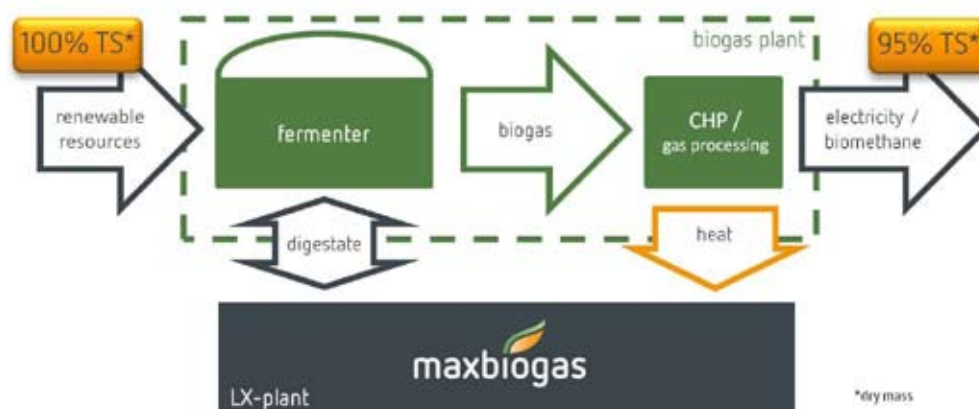 100% TS*
biogas plant
95% TS*
renewable
resources
fermenter
biogas
CHP /
gas processing
electricity /
biomethane
digestate
heat
maxbiogas
LX-plant
*dry mass